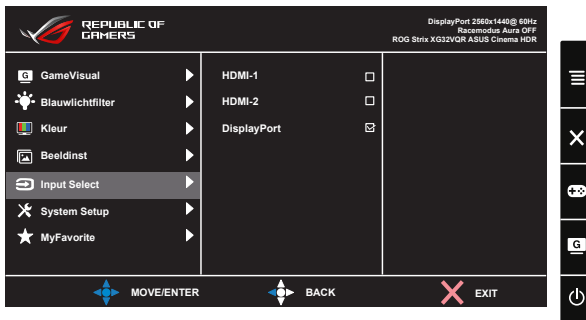 REPUBLIC OF
GAMERS
DisplayPort 2560x1440@ 60Hz
Racemodus Aura OFF
ROG Strix XG32VQR ASUS Cinema HDR
G GameVisual
Blauwlichtfilter
Kleur
Beeldinst
Input Select
System Setup
MyFavorite
HDMI-1
HDMI-2
DisplayPort
MOVE/ENTER
BACK
EXIT
G